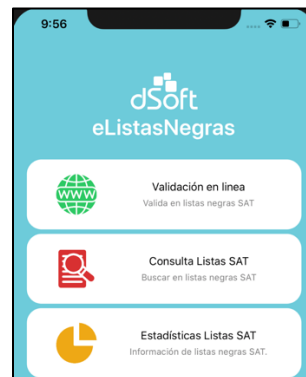 9:56
dSoft
eListasNegras
WWW
Validación en linea
Valida en listas negras SAT
Consulta Listas SAT
Buscar en listas negras SAT
Estadísticas Listas SAT
Información de listas negras SAT.